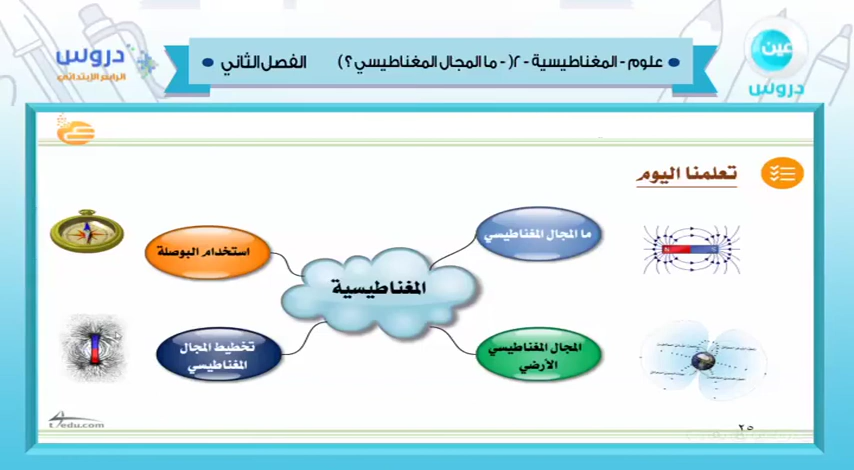 علوم - المغناطيسية - ٢( - ما المجال المغناطيسي ؟)
الفصل الثاني
دروس
الرابع الإبتدائي
عين
دروس
تعلمنا اليوم
ما المجال المغناطيسي
استخدام البوصلة
المغناطيسية
المجال المغناطيسي
الأرضي
تخطيط المجال
المغناطيسي
N
S
t4edu.com
٢٥